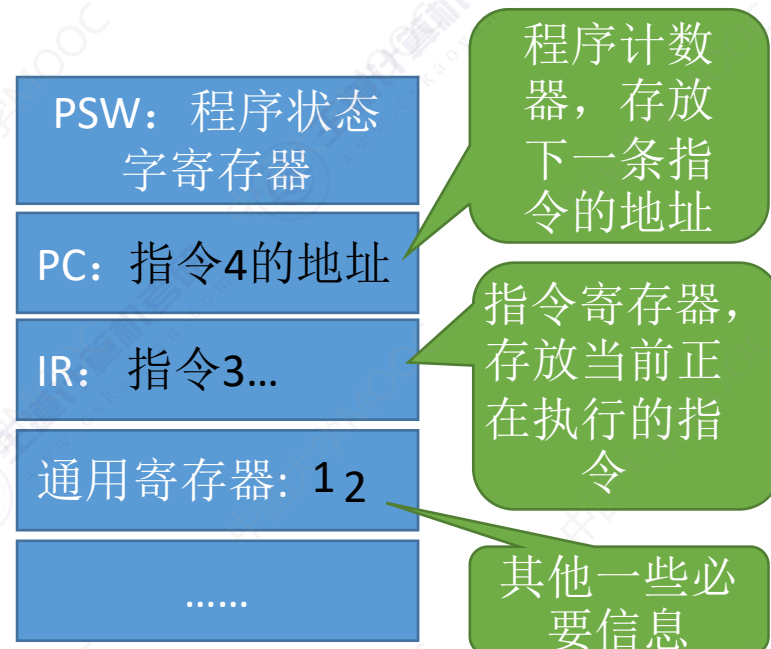 PSW：程序状态
字寄存器
程序计数
器，存放
下一条指
令的地址
PC：指令4的地址
指令寄存器，
存放当前正
在执行的指
令
IR：指令3...
通用寄存器: 1 2
其他一些必
要信息
……